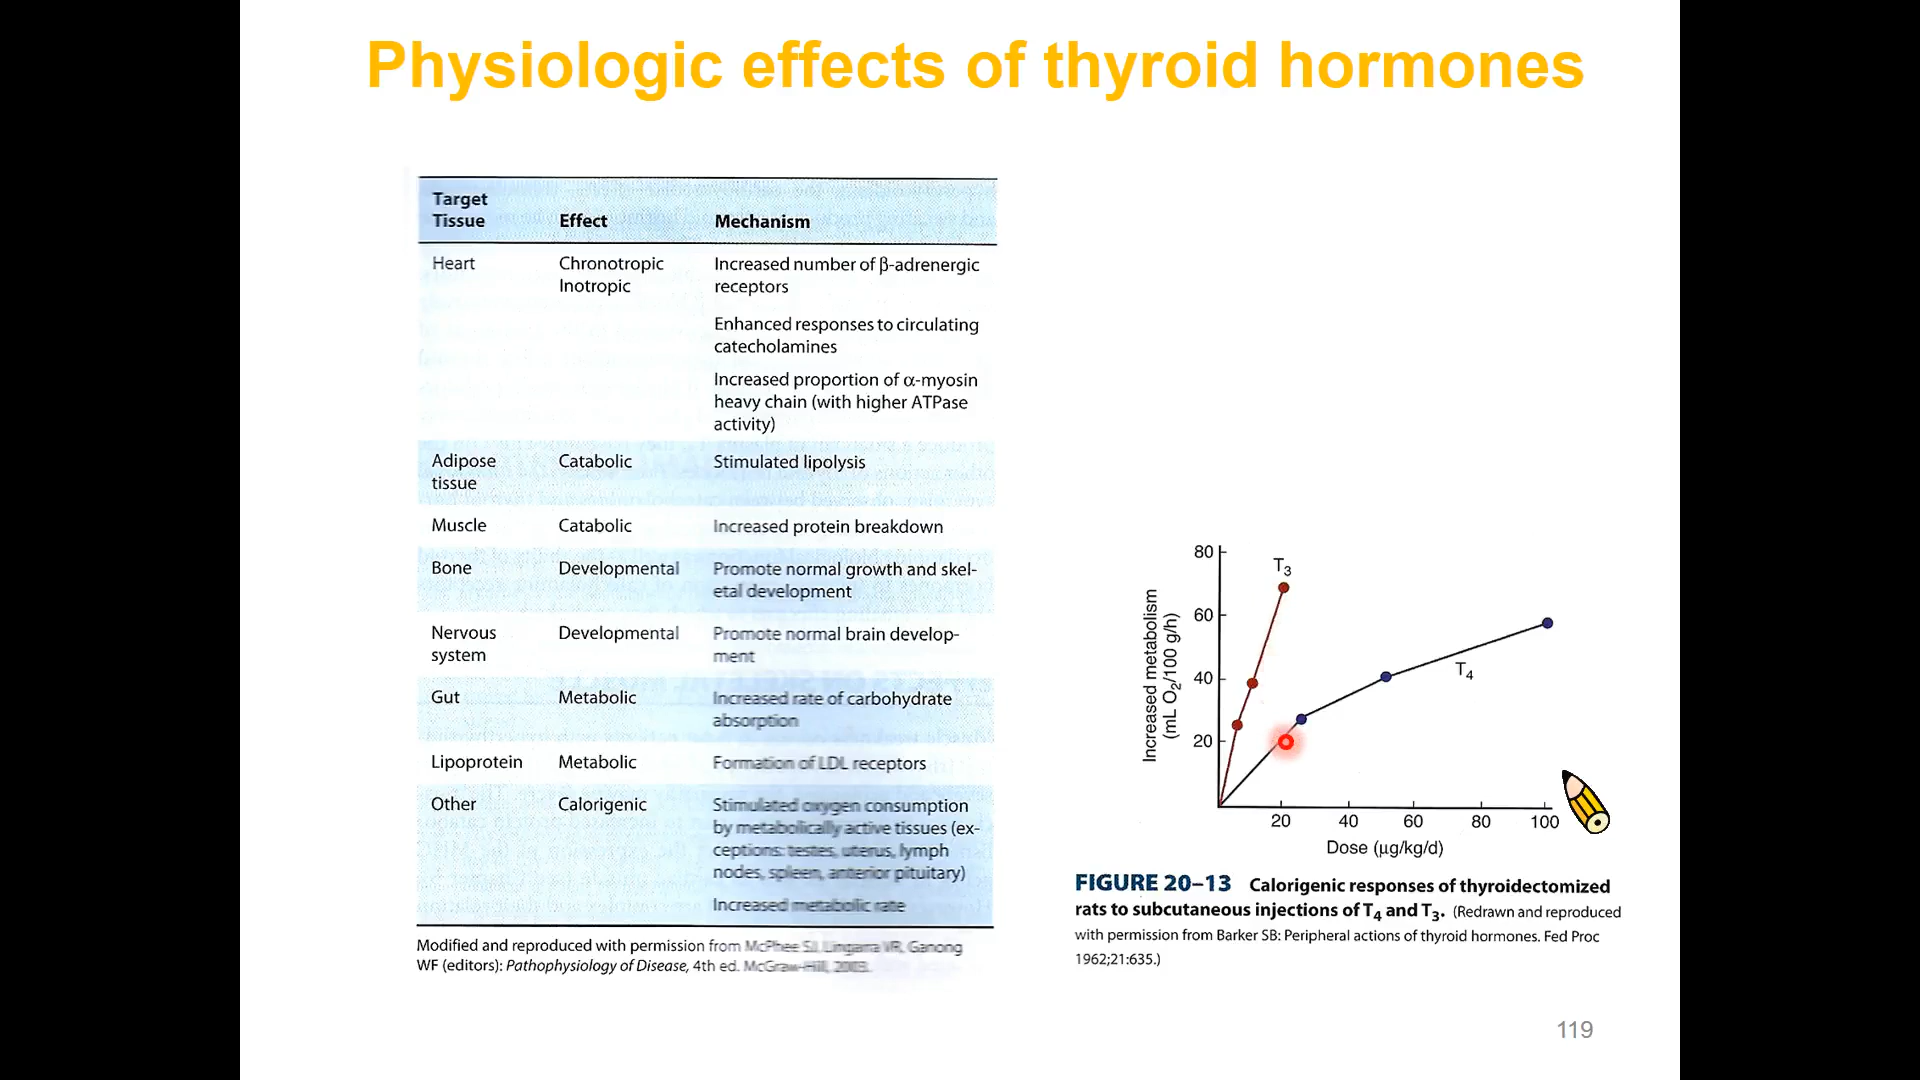 Physiologic effects of thyroid hormones
Target
Tissue Effect Mechanism
Heart Chronotropic Increased number of β-adrenergic
Inotropic receptors
Enhanced responses to circulating
catecholamines
Increased proportion of α-myosin
heavy chain (with higher ATPase
activity)
Adipose Catabolic Stimulated lipolysis
tissue
Muscle Catabolic Increased protein breakdown
Bone Developmental Promote normal growth and skel-
etal development
Nervous Developmental Promote normal brain develop-
system ment
Gut Metabolic Increased rate of carbohydrate
absorption
Lipoprotein Metabolic Formation of LDL receptors
Other Calorigenic Stimulated oxygen consumption
by metabolically active tissues (ex-
ceptions: testes, uterus, lymph
nodes, spleen, anterior pituitary)
Increased metabolic rate
Modified and reproduced with permission from McPhee SJ, Lingappa VR, Ganong
WF (editors): Pathophysiology of Disease, 4th ed. McGraw-Hill, 2003.
80
60
40
20
Increased metabolism
(mL O₂/100 g/h)
T₃
T₄
20 40 60 80 100
Dose (μg/kg/d)
FIGURE 20–13 Calorigenic responses of thyroidectomized
rats to subcutaneous injections of T₄ and T₃. (Redrawn and reproduced
with permission from Barker SB: Peripheral actions of thyroid hormones. Fed Proc
1962;21:635.)
119